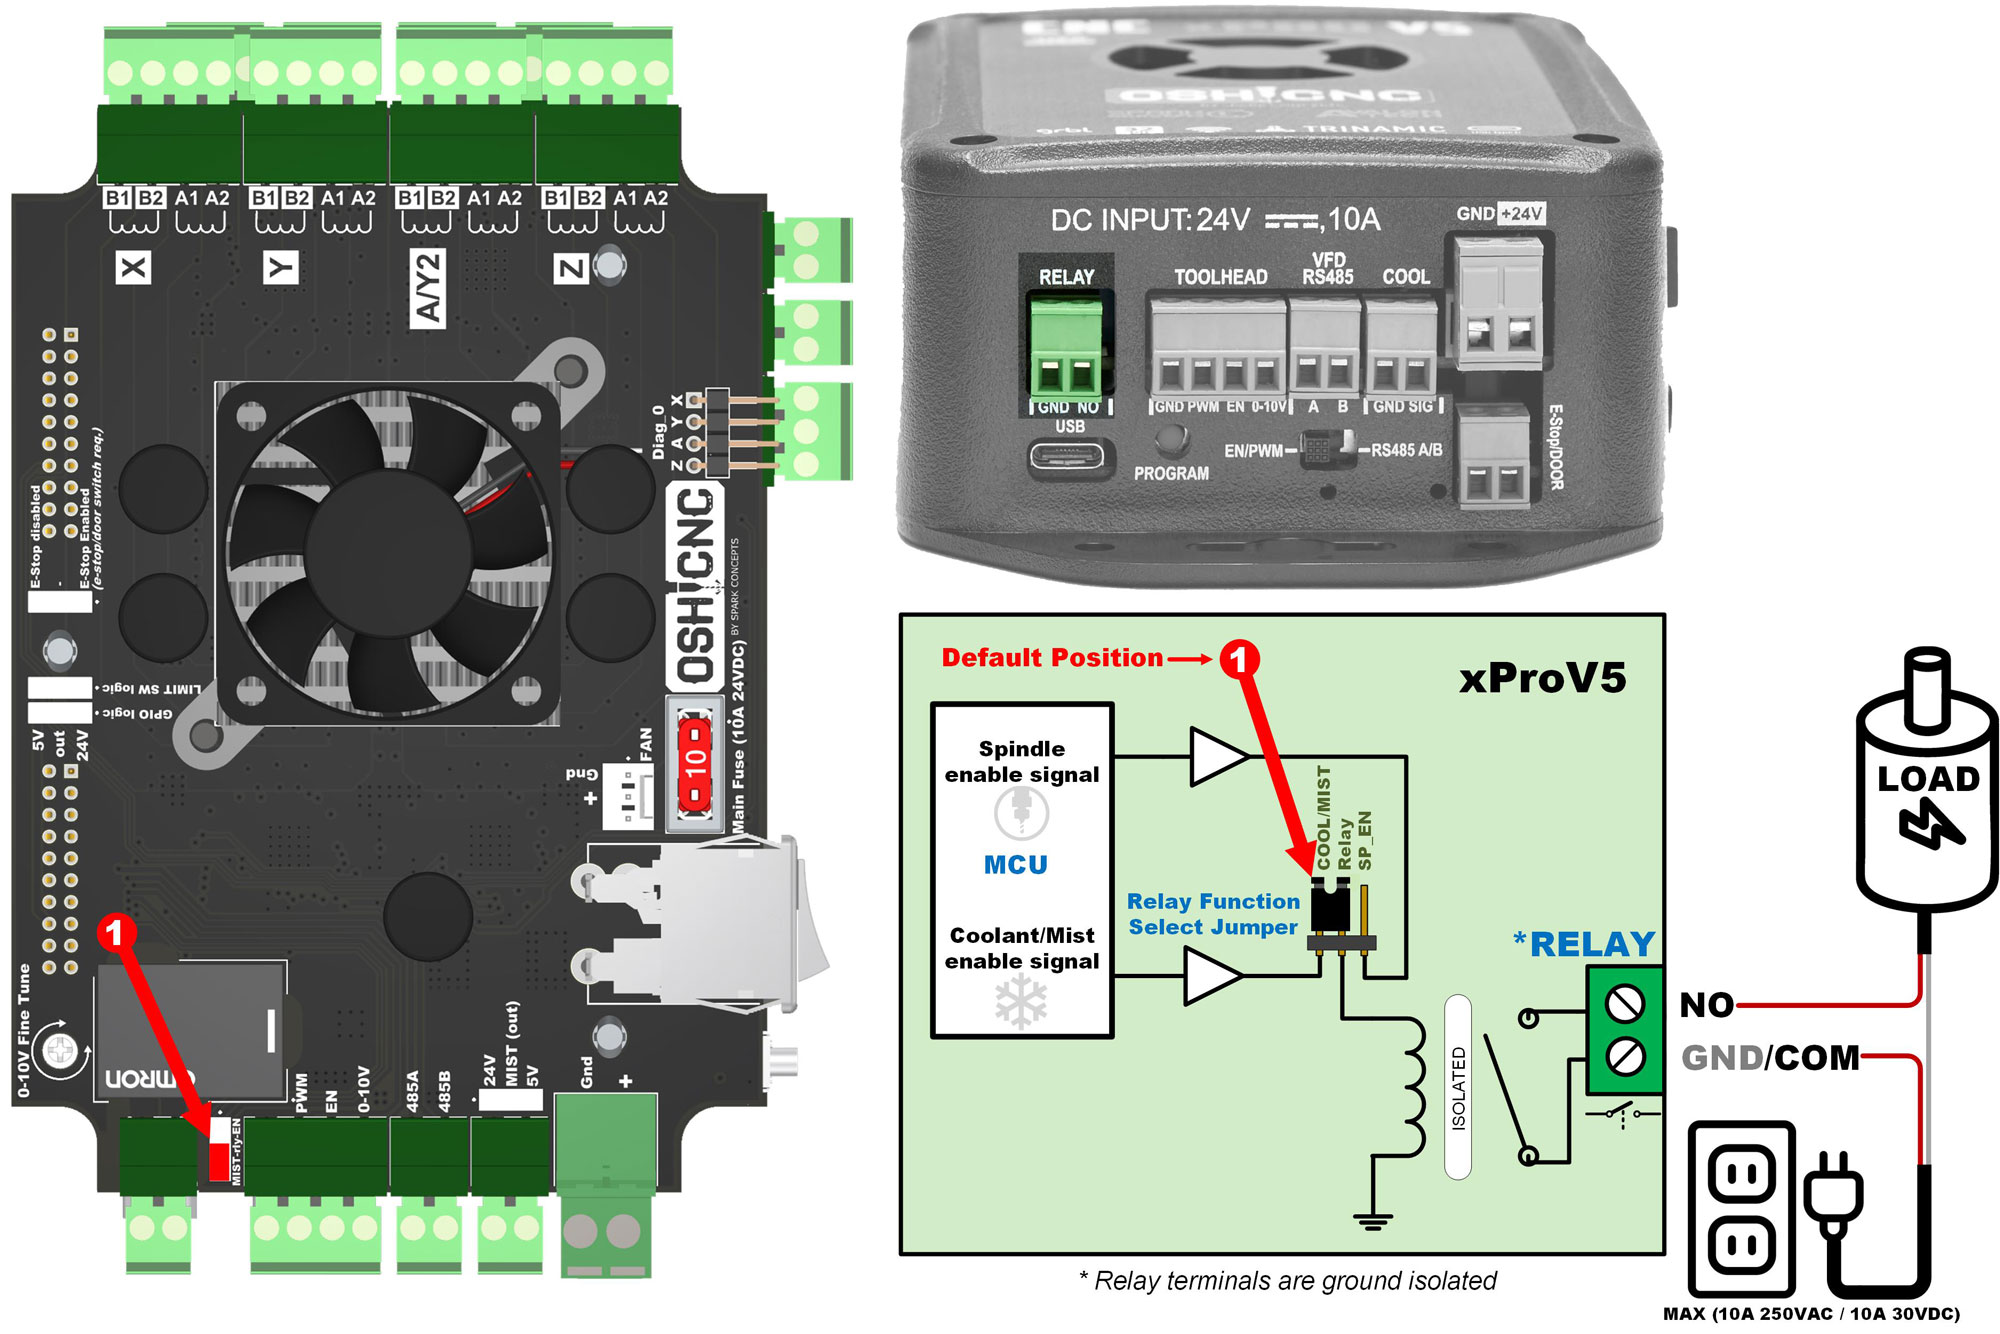 B1 B2 A1 A2
B1 B2 A1 A2
B1 B2 A1 A2
B1 B2 A1 A2
X
Y
A/Y2
Z
Diag_0
Z A Y X
E-Stop disabled
-
E-Stop Enabled
(e-stop/door switch req.)
OSHCNC
BY SPARK CONCEPTS
LIMIT SW logic
GPIO logic
5V
out
24V
Gnd
+
FAN
10
Main Fuse (10A 24VDC)
1
0-10V Fine Tune
OMRON
MIST-rly-EN
PWM
EN
0-10V
485A
485B
24V
MIST (out)
5V
Gnd
+
CNC V5
OSHCNC
grbl
TRINAMIC
DC INPUT: 24V , 10A
GND +24V
RELAY
TOOLHEAD
VFD
RS485
COOL
GND NO
GND PWM EN 0-10V
A B
GND SIG
USB
PROGRAM
EN/PWM
RS485 A/B
E-Stop/DOOR
Default Position
1
xProV5
Spindle
enable signal
MCU
Coolant/Mist
enable signal
COOL/MIST
Relay
SP_EN
Relay Function
Select Jumper
ISOLATED
*RELAY
NO
GND/COM
LOAD
* Relay terminals are ground isolated
MAX (10A 250VAC / 10A 30VDC)